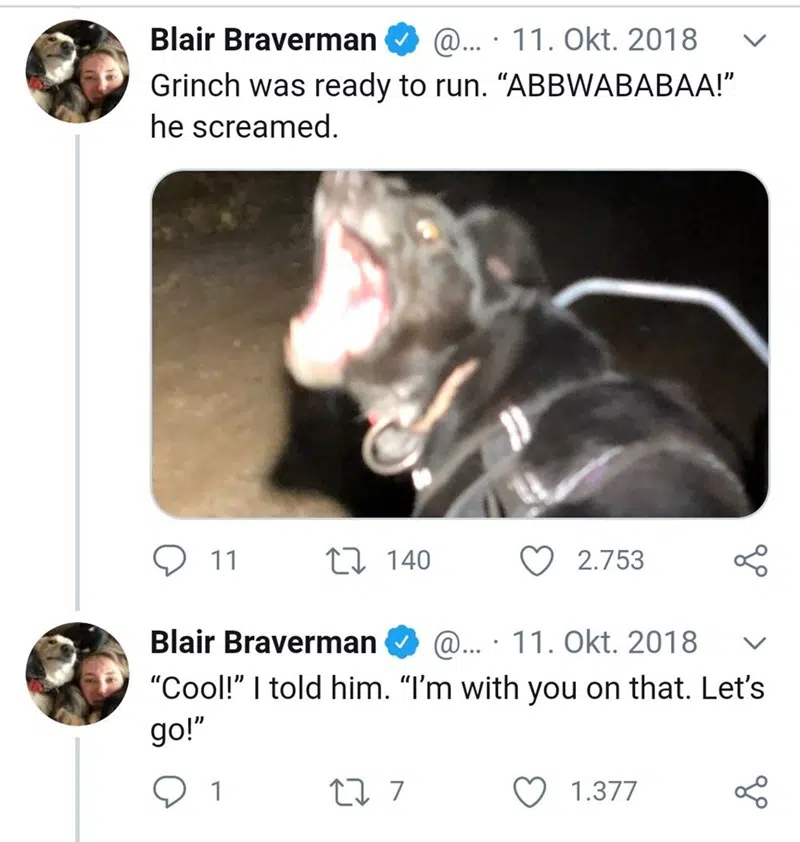 Blair Braverman @... · 11. Okt. 2018
Grinch was ready to run. “ABBWABABAA!”
he screamed.
11 140 2.753
Blair Braverman @... · 11. Okt. 2018
“Cool!” I told him. “I’m with you on that. Let’s
go!”
1 7 1.377